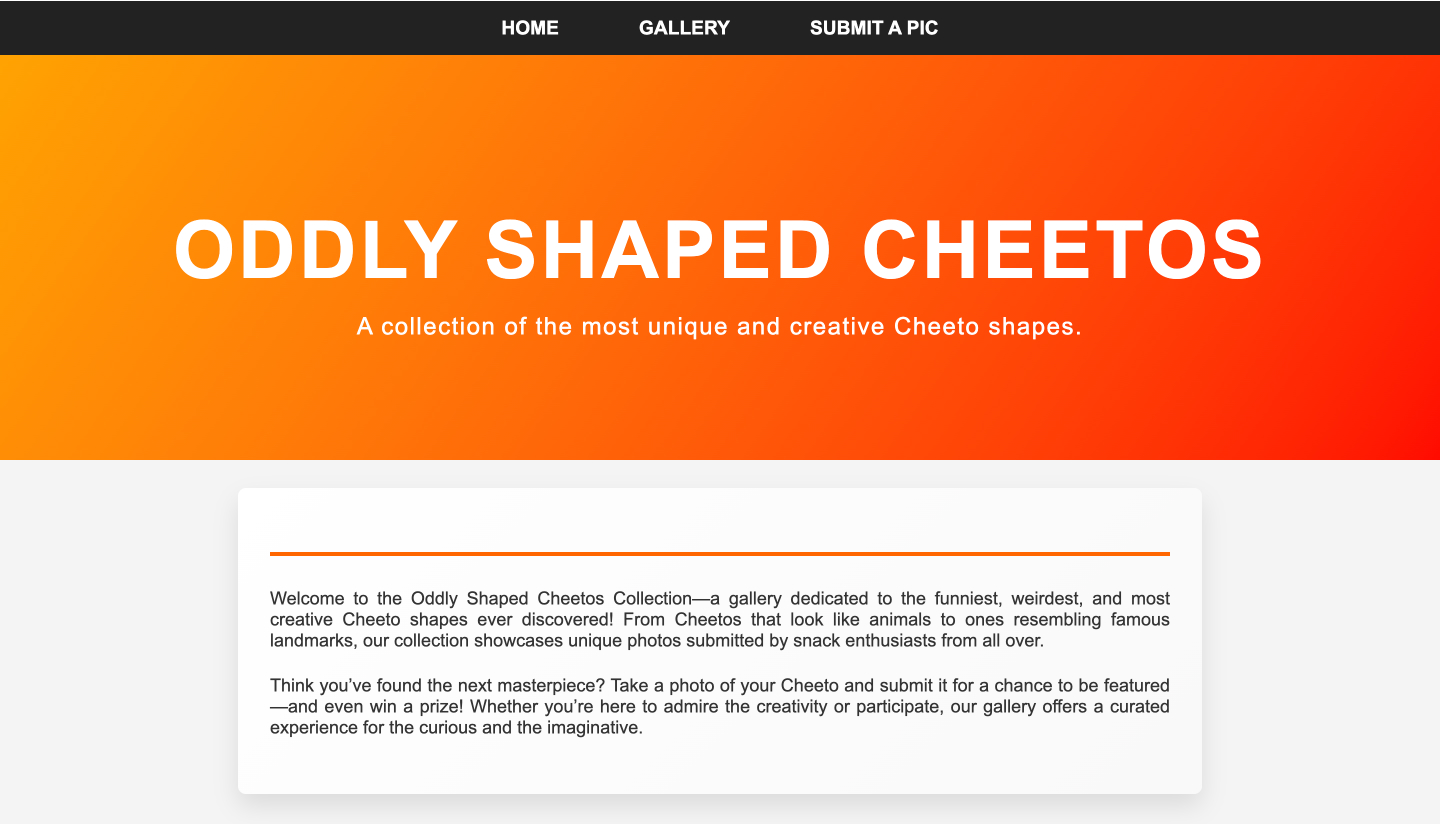 HOME GALLERY SUBMIT A PIC
ODDLY SHAPED CHEETOS
A collection of the most unique and creative Cheeto shapes.
Welcome to the Oddly Shaped Cheetos Collection—a gallery dedicated to the funniest, weirdest, and most
creative Cheeto shapes ever discovered! From Cheetos that look like animals to ones resembling famous
landmarks, our collection showcases unique photos submitted by snack enthusiasts from all over.
Think you’ve found the next masterpiece? Take a photo of your Cheeto and submit it for a chance to be featured
—and even win a prize! Whether you’re here to admire the creativity or participate, our gallery offers a curated
experience for the curious and the imaginative.